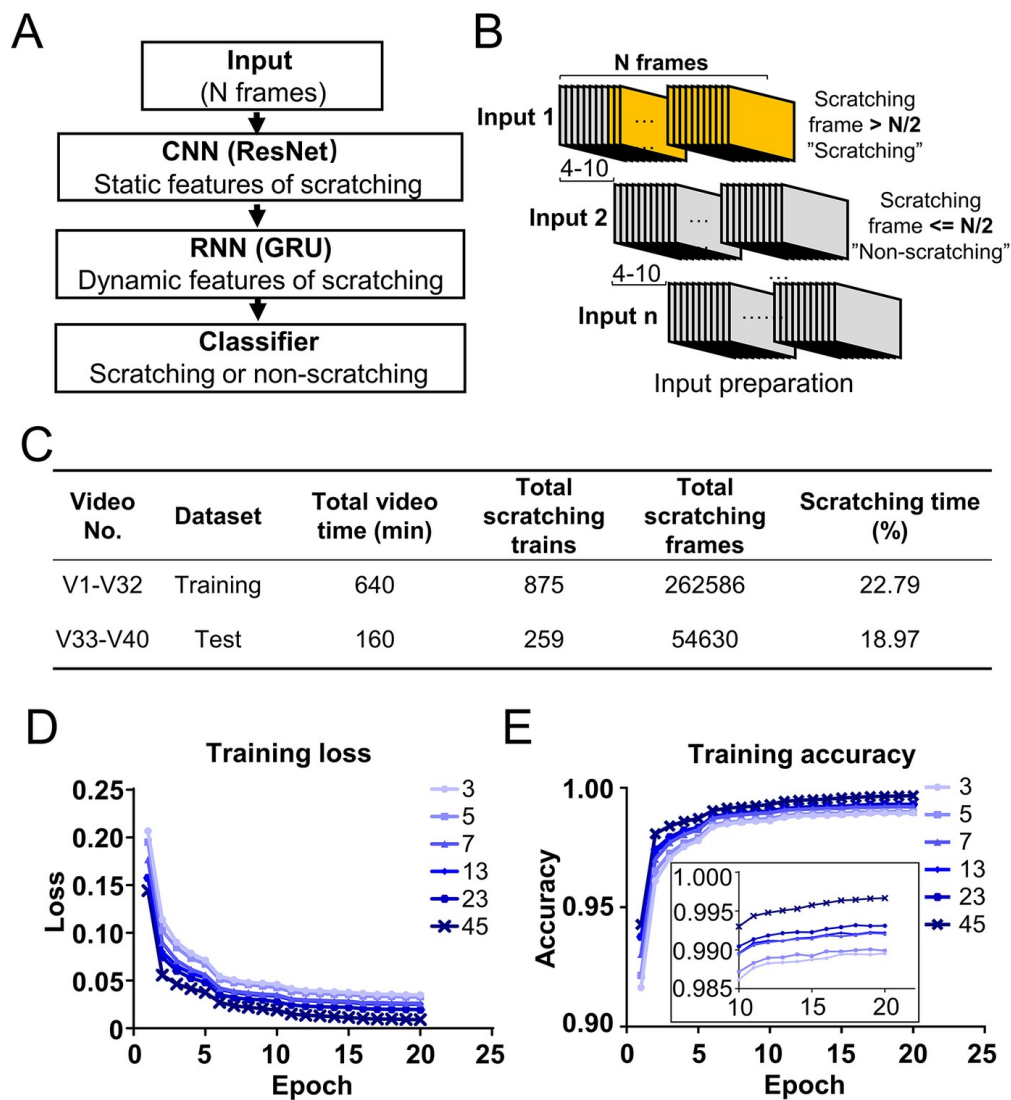 A
Input
(N frames)
CNN (ResNet)
Static features of scratching
RNN (GRU)
Dynamic features of scratching
Classifier
Scratching or non-scratching
B
N frames
Input 1
...
..
Scratching
frame > N/2
"Scratching"
4-10
Input 2
...
Scratching
frame <= N/2
"Non-scratching"
4-10
...
Input n
......
Input preparation
C
Video No. Dataset Total video time (min) Total scratching trains Total scratching frames Scratching time (%)
V1-V32 Training 640 875 262586 22.79
V33-V40 Test 160 259 54630 18.97
D
Training loss
Loss
0.25
0.20
0.15
0.10
0.05
0
0 5 10 15 20 25
Epoch
3
5
7
13
23
45
E
Training accuracy
Accuracy
1.00
0.95
0.90
0 5 10 15 20 25
Epoch
3
5
7
13
23
45
1.000
0.995
0.990
0.985
10 15 20